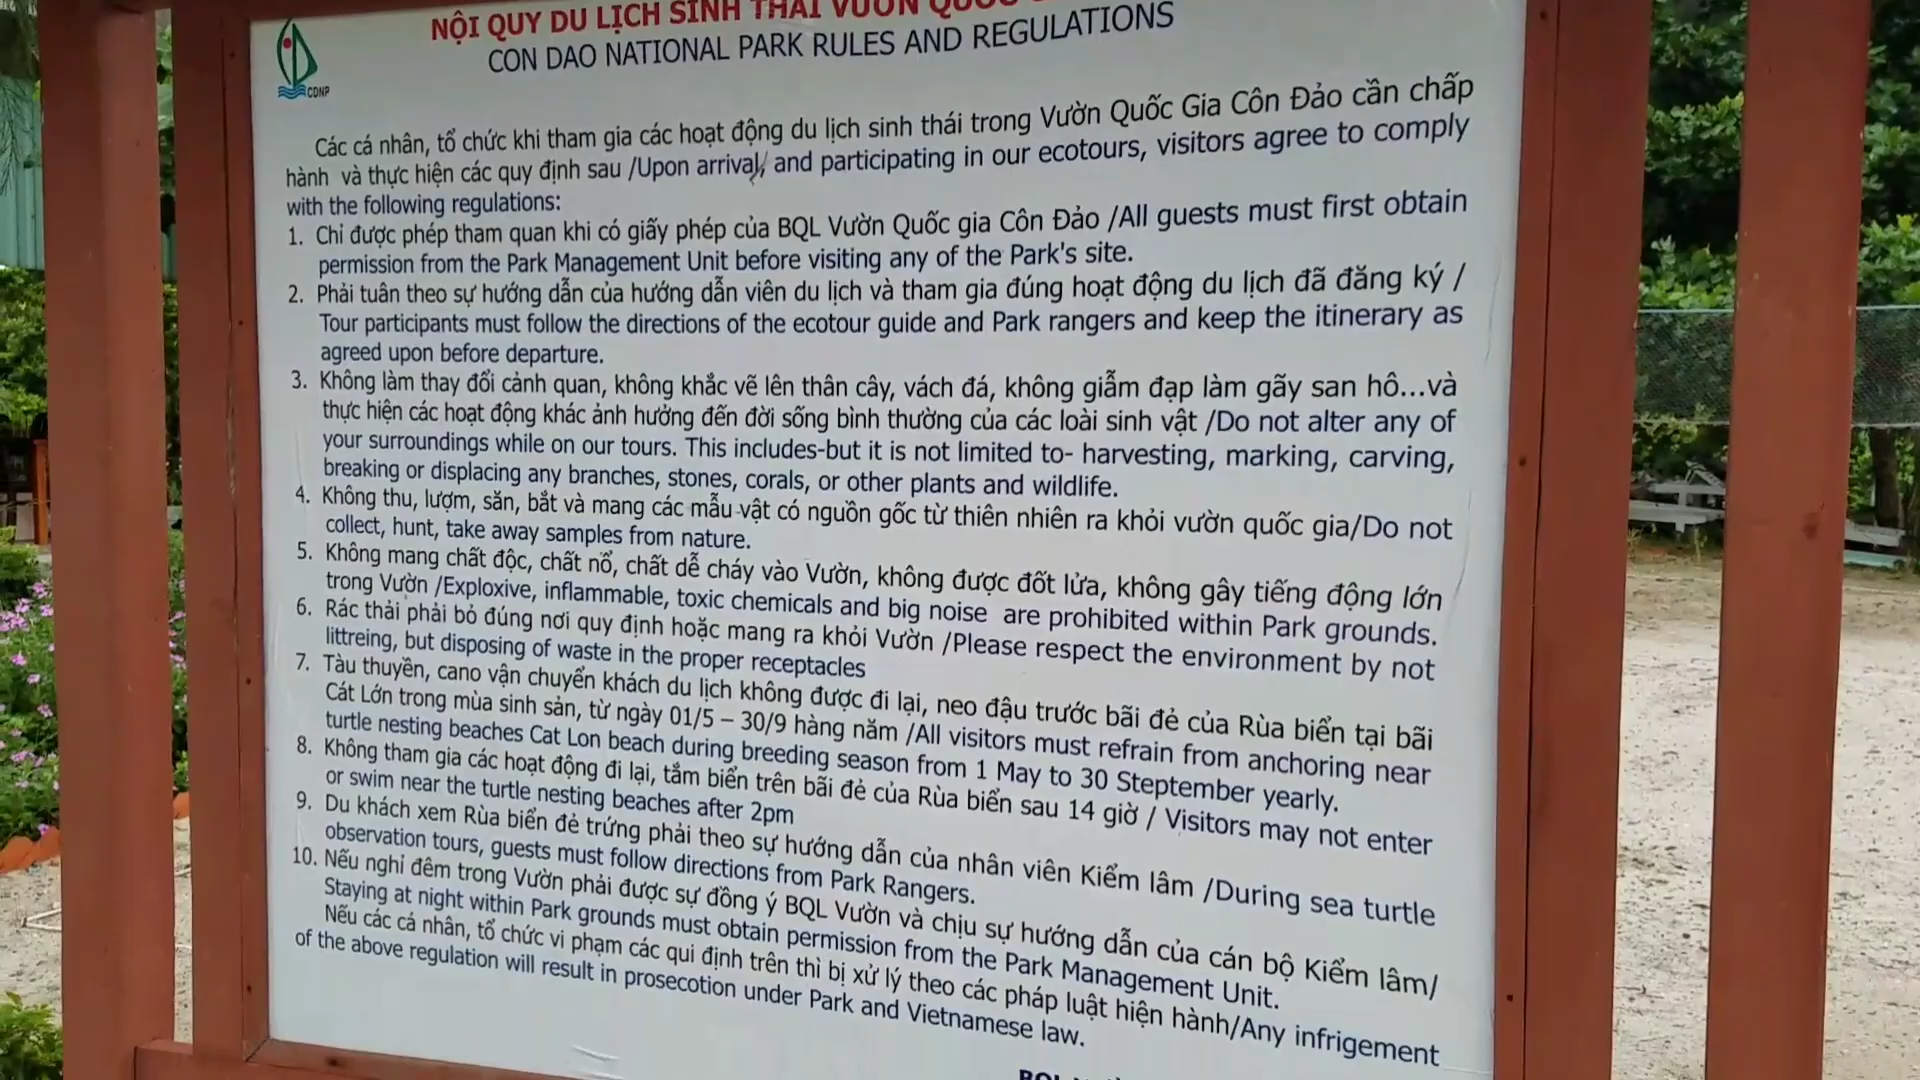 NỘI QUY DU LỊCH SINH THÁI VƯỜN QUỐC
CON DAO NATIONAL PARK RULES AND REGULATIONS
CDNP
Các cá nhân, tổ chức khi tham gia các hoạt động du lịch sinh thái trong Vườn Quốc Gia Côn Đảo cần chấp
hành và thực hiện các quy định sau /Upon arrival, and participating in our ecotours, visitors agree to comply
with the following regulations:
1. Chỉ được phép tham quan khi có giấy phép của BQL Vườn Quốc gia Côn Đảo /All guests must first obtain
permission from the Park Management Unit before visiting any of the Park's site.
2. Phải tuân theo sự hướng dẫn của hướng dẫn viên du lịch và tham gia đúng hoạt động du lịch đã đăng ký /
Tour participants must follow the directions of the ecotour guide and Park rangers and keep the itinerary as
agreed upon before departure.
3. Không làm thay đổi cảnh quan, không khắc vẽ lên thân cây, vách đá, không giẫm đạp làm gãy san hô...và
thực hiện các hoạt động khác ảnh hưởng đến đời sống bình thường của các loài sinh vật /Do not alter any of
your surroundings while on our tours. This includes-but it is not limited to- harvesting, marking, carving,
breaking or displacing any branches, stones, corals, or other plants and wildlife.
4. Không thu, lượm, săn, bắt và mang các mẫu vật có nguồn gốc từ thiên nhiên ra khỏi vườn quốc gia/Do not
collect, hunt, take away samples from nature.
5. Không mang chất độc, chất nổ, chất dễ cháy vào Vườn, không được đốt lửa, không gây tiếng động lớn
trong Vườn /Exploxive, inflammable, toxic chemicals and big noise are prohibited within Park grounds.
6. Rác thải phải bỏ đúng nơi quy định hoặc mang ra khỏi Vườn /Please respect the environment by not
littreing, but disposing of waste in the proper receptacles
7. Tàu thuyền, cano vận chuyển khách du lịch không được đi lại, neo đậu trước bãi đẻ của Rùa biển tại bãi
Cát Lớn trong mùa sinh sản, từ ngày 01/5 – 30/9 hàng năm /All visitors must refrain from anchoring near
turtle nesting beaches Cat Lon beach during breeding season from 1 May to 30 Steptember yearly.
8. Không tham gia các hoạt động đi lại, tắm biển trên bãi đẻ của Rùa biển sau 14 giờ / Visitors may not enter
or swim near the turtle nesting beaches after 2pm
9. Du khách xem Rùa biển đẻ trứng phải theo sự hướng dẫn của nhân viên Kiểm lâm /During sea turtle
observation tours, guests must follow directions from Park Rangers.
10. Nếu nghỉ đêm trong Vườn phải được sự đồng ý BQL Vườn và chịu sự hướng dẫn của cán bộ Kiểm lâm/
Staying at night within Park grounds must obtain permission from the Park Management Unit.
Nếu các cá nhân, tổ chức vi phạm các qui định trên thì bị xử lý theo các pháp luật hiện hành/Any infrigement
of the above regulation will result in prosecotion under Park and Vietnamese law.